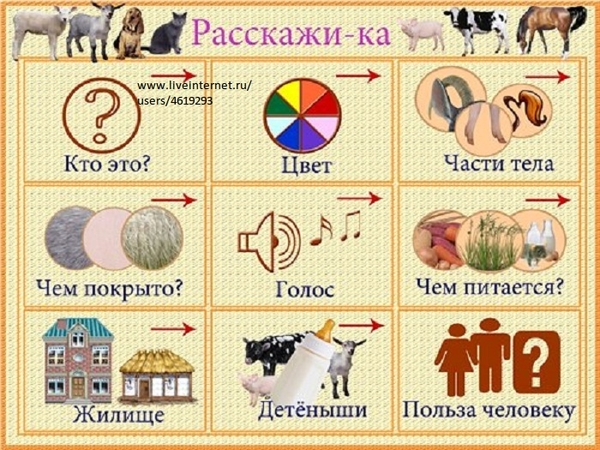 Расскажи-ка
www.liveinternet.ru/
users/4619293
?
Кто это?
Цвет
Части тела
Чем покрыто?
Голос
Чем питается?
Жилище
Детёныши
?
Польза человеку